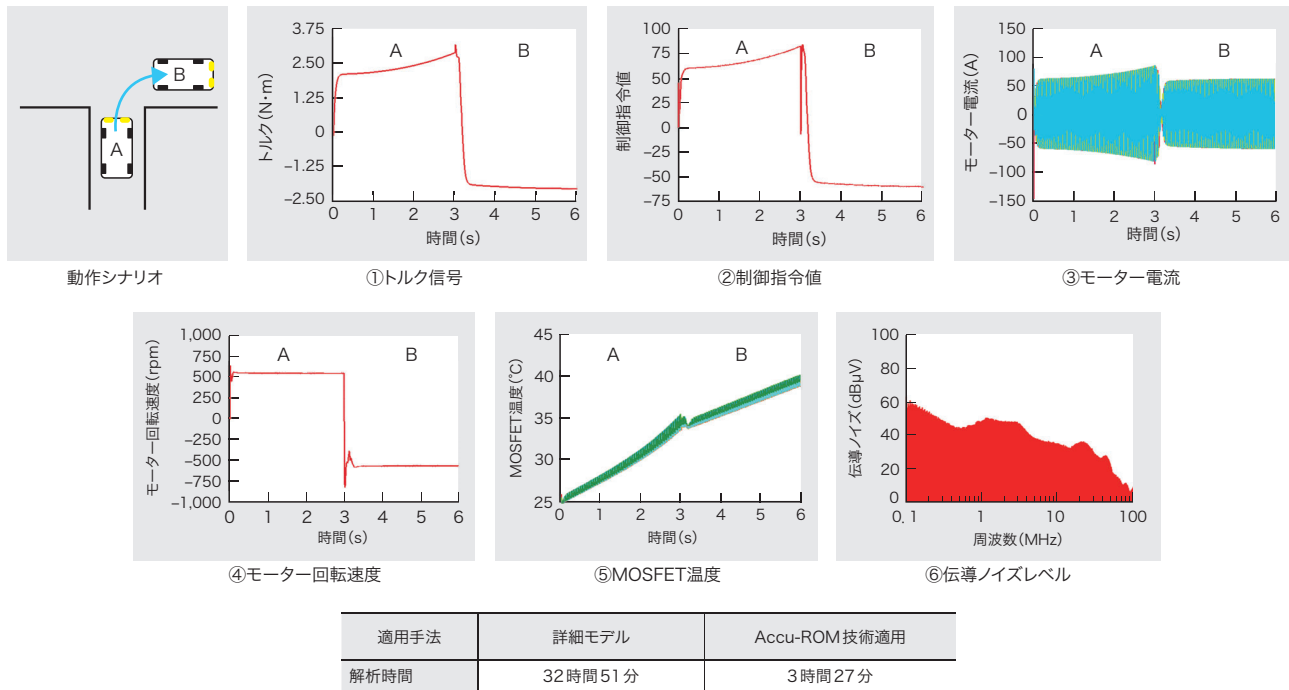 A
B
動作シナリオ
トルク(N・m)
3.75
2.50
1.25
0
−1.25
−2.50
A
B
0 1 2 3 4 5 6
時間(s)
①トルク信号
制御指令値
100
75
50
25
0
−25
−50
−75
A
B
0 1 2 3 4 5 6
時間(s)
②制御指令値
モーター電流(A)
150
100
50
0
−50
−100
−150
A
B
0 1 2 3 4 5 6
時間(s)
③モーター電流
モーター回転速度(rpm)
1,000
750
500
250
0
−250
−500
−750
−1,000
A
B
0 1 2 3 4 5 6
時間(s)
④モーター回転速度
MOSFET温度(℃)
45
40
35
30
25
A
B
0 1 2 3 4 5 6
時間(s)
⑤MOSFET温度
伝導ノイズ(dBμV)
100
80
60
40
20
0
0.1 1 10 100
周波数(MHz)
⑥伝導ノイズレベル
適用手法 詳細モデル Accu-ROM技術適用
解析時間 32時間51分 3時間27分